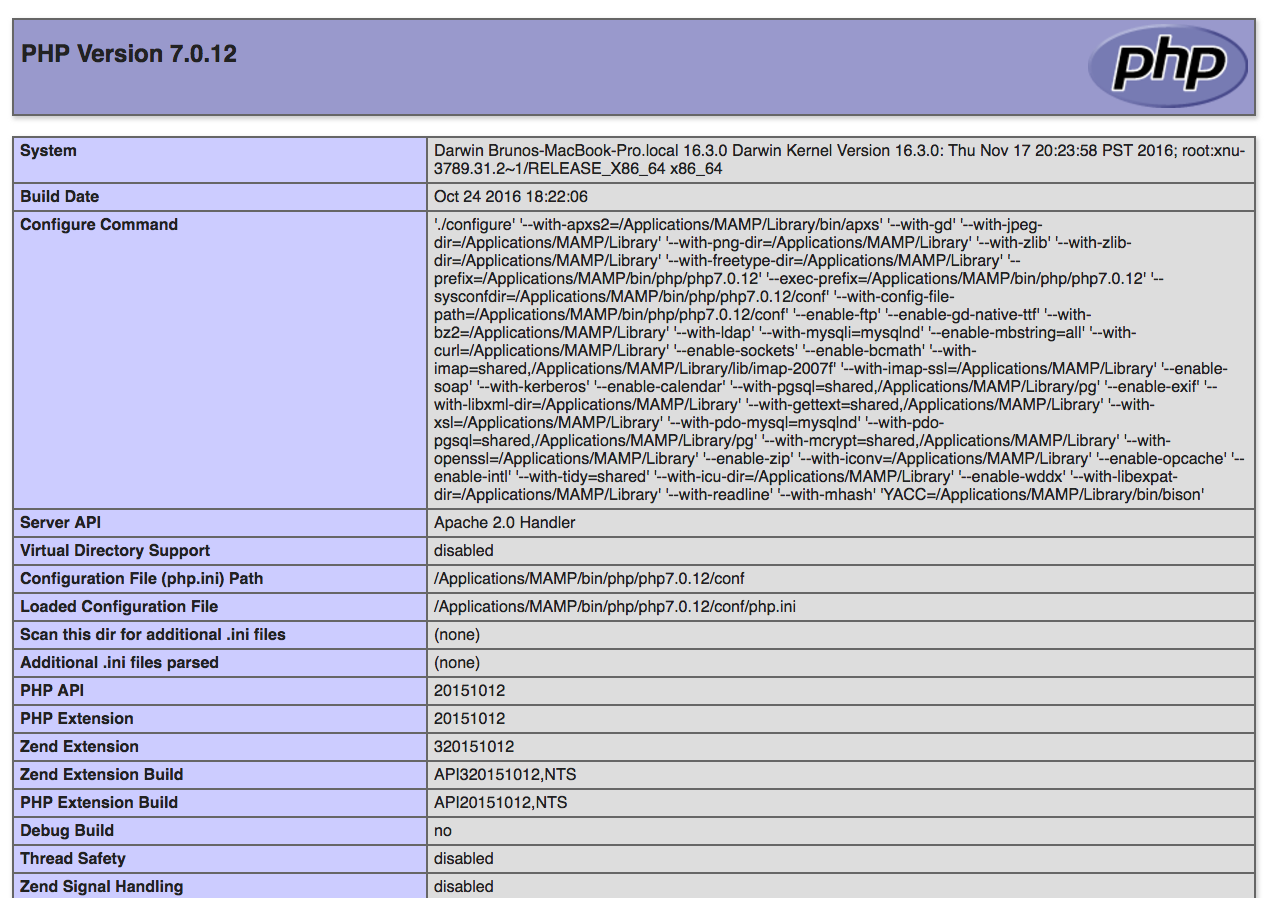 PHP Version 7.0.12
php
System
Darwin Brunos-MacBook-Pro.local 16.3.0 Darwin Kernel Version 16.3.0: Thu Nov 17 20:23:58 PST 2016; root:xnu-
3789.31.2~1/RELEASE_X86_64 x86_64
Build Date
Oct 24 2016 18:22:06
Configure Command
'./configure' '--with-apxs2=/Applications/MAMP/Library/bin/apxs' '--with-gd' '--with-jpeg-
dir=/Applications/MAMP/Library' '--with-png-dir=/Applications/MAMP/Library' '--with-zlib' '--with-zlib-
dir=/Applications/MAMP/Library' '--with-freetype-dir=/Applications/MAMP/Library' '--
prefix=/Applications/MAMP/bin/php/php7.0.12' '--exec-prefix=/Applications/MAMP/bin/php/php7.0.12' '--
sysconfdir=/Applications/MAMP/bin/php/php7.0.12/conf' '--with-config-file-
path=/Applications/MAMP/bin/php/php7.0.12/conf' '--enable-ftp' '--enable-gd-native-ttf' '--with-
bz2=/Applications/MAMP/Library' '--with-ldap' '--with-mysqli=mysqlnd' '--enable-mbstring=all' '--with-
curl=/Applications/MAMP/Library' '--enable-sockets' '--enable-bcmath' '--with-
imap=shared,/Applications/MAMP/Library/lib/imap-2007f' '--with-imap-ssl=/Applications/MAMP/Library' '--enable-
soap' '--with-kerberos' '--enable-calendar' '--with-pgsql=shared,/Applications/MAMP/Library/pg' '--enable-exif' '--
with-libxml-dir=/Applications/MAMP/Library' '--with-gettext=shared,/Applications/MAMP/Library' '--with-
xsl=/Applications/MAMP/Library' '--with-pdo-mysql=mysqlnd' '--with-pdo-
pgsql=shared,/Applications/MAMP/Library/pg' '--with-mcrypt=shared,/Applications/MAMP/Library' '--with-
openssl=/Applications/MAMP/Library' '--enable-zip' '--with-iconv=/Applications/MAMP/Library' '--enable-opcache' '--
enable-intl' '--with-tidy=shared' '--with-icu-dir=/Applications/MAMP/Library' '--enable-wddx' '--with-libexpat-
dir=/Applications/MAMP/Library' '--with-readline' '--with-mhash' 'YACC=/Applications/MAMP/Library/bin/bison'
Server API
Apache 2.0 Handler
Virtual Directory Support
disabled
Configuration File (php.ini) Path
/Applications/MAMP/bin/php/php7.0.12/conf
Loaded Configuration File
/Applications/MAMP/bin/php/php7.0.12/conf/php.ini
Scan this dir for additional .ini files
(none)
Additional .ini files parsed
(none)
PHP API
20151012
PHP Extension
20151012
Zend Extension
320151012
Zend Extension Build
API320151012,NTS
PHP Extension Build
API20151012,NTS
Debug Build
no
Thread Safety
disabled
Zend Signal Handling
disabled